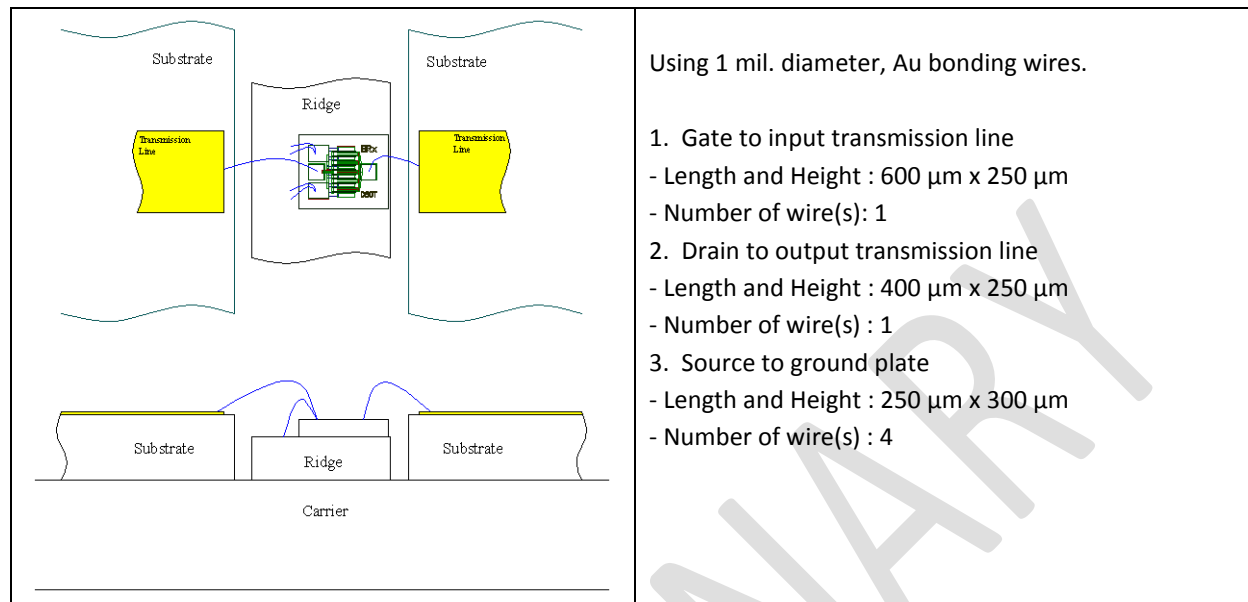 Substrate
Substrate
Ridge
Transmission
Line
Transmission
Line
Substrate
Ridge
Substrate
Carrier
Using 1 mil. diameter, Au bonding wires.
1. Gate to input transmission line
- Length and Height : 600 µm x 250 µm
- Number of wire(s): 1
2. Drain to output transmission line
- Length and Height : 400 µm x 250 µm
- Number of wire(s) : 1
3. Source to ground plate
- Length and Height : 250 µm x 300 µm
- Number of wire(s) : 4
NARY